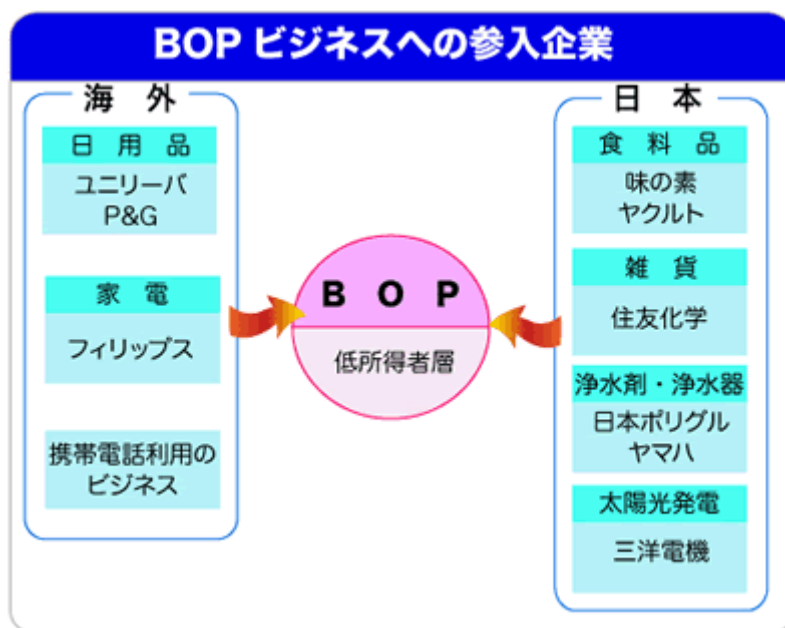 BOP ビジネスへの参入企業
海 外
日 用 品
ユニリーバ
P&G
家 電
フィリップス
携帯電話利用の
ビジネス
B O P
低所得者層
日 本
食 料 品
味の素
ヤクルト
雑 貨
住友化学
浄水剤・浄水器
日本ポリグル
ヤマハ
太陽光発電
三洋電機